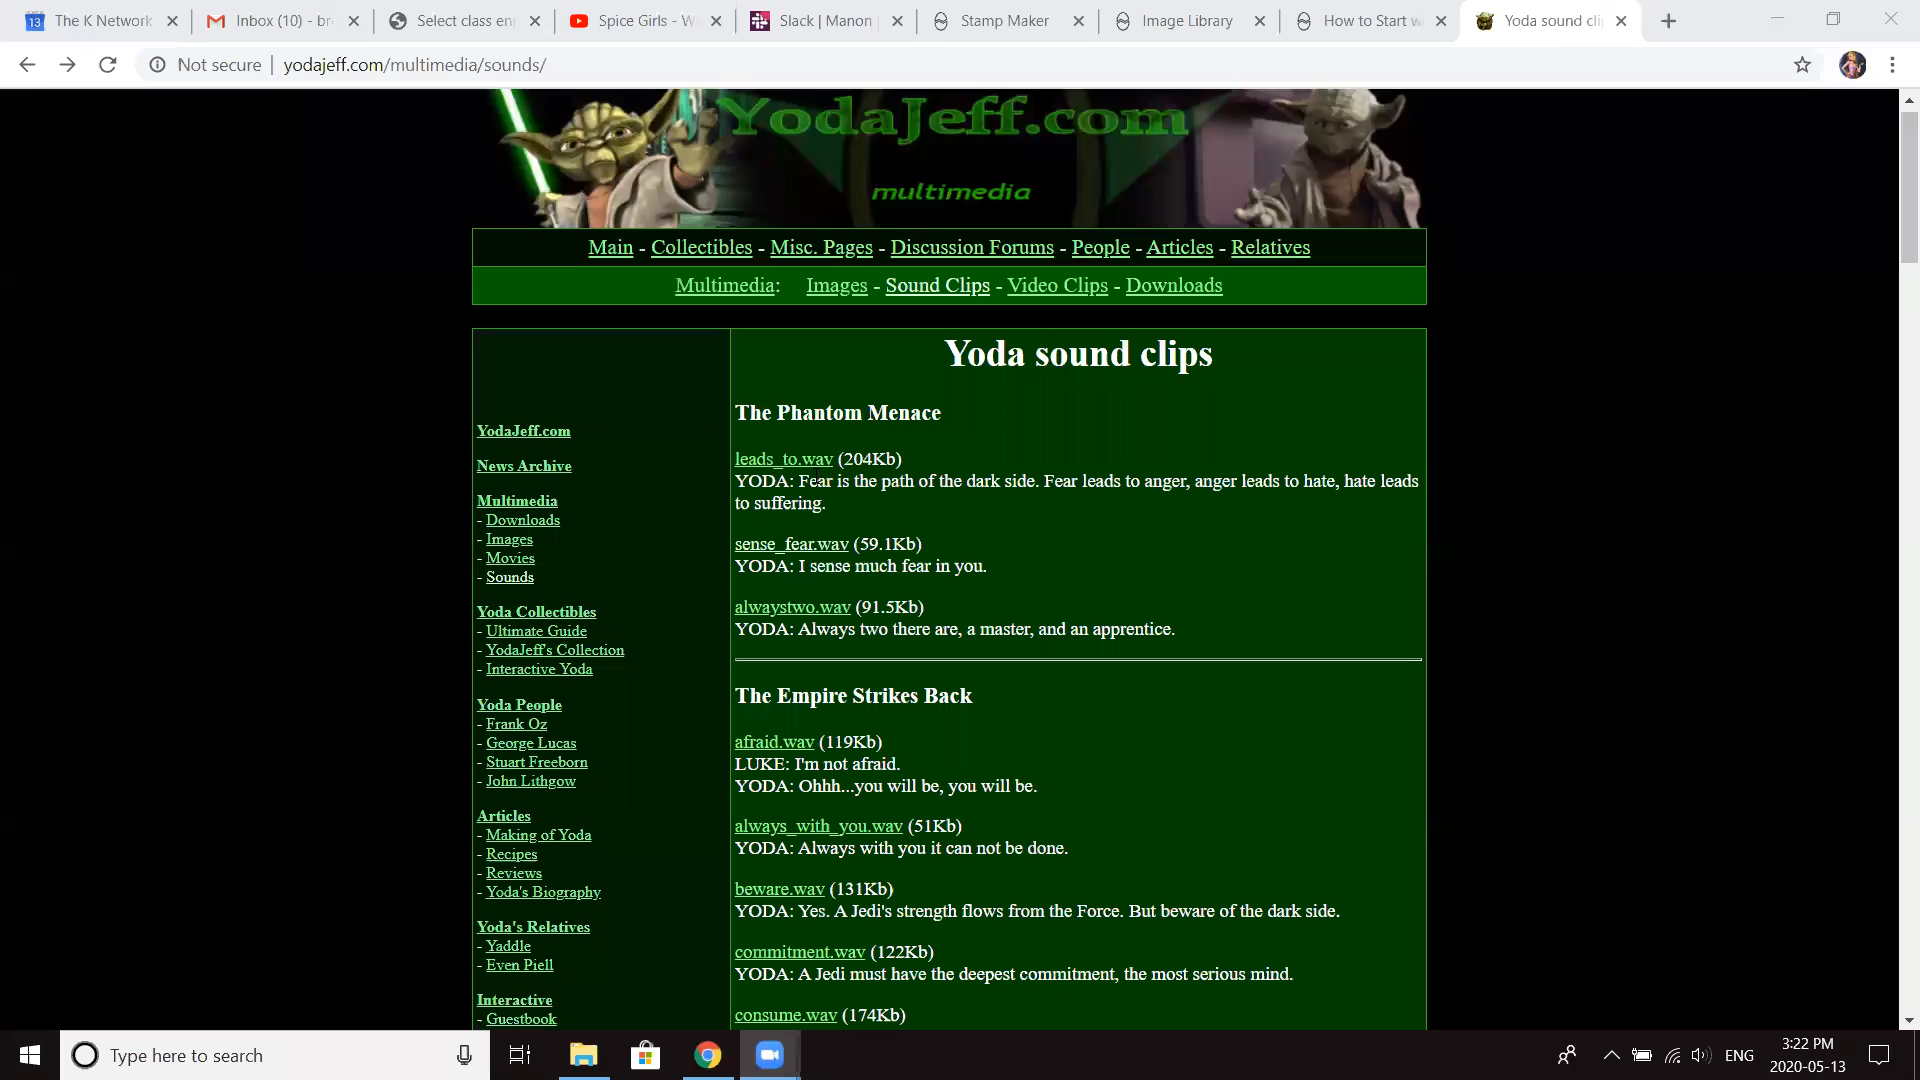 13 The K Network
Inbox (10) - br
Select class en
Spice Girls - W
Slack | Manon
Stamp Maker
Image Library
How to Start w
Yoda sound cli
Not secure | yodajeff.com/multimedia/sounds/
YodaJeff.com
multimedia
Main - Collectibles - Misc. Pages - Discussion Forums - People - Articles - Relatives
Multimedia: Images - Sound Clips - Video Clips - Downloads
YodaJeff.com
News Archive
Multimedia
- Downloads
- Images
- Movies
- Sounds
Yoda Collectibles
- Ultimate Guide
- YodaJeff's Collection
- Interactive Yoda
Yoda People
- Frank Oz
- George Lucas
- Stuart Freeborn
- John Lithgow
Articles
- Making of Yoda
- Recipes
- Reviews
- Yoda's Biography
Yoda's Relatives
- Yaddle
- Even Piell
Interactive
- Guestbook
Yoda sound clips
The Phantom Menace
leads_to.wav (204Kb)
YODA: Fear is the path of the dark side. Fear leads to anger, anger leads to hate, hate leads
to suffering.
sense_fear.wav (59.1Kb)
YODA: I sense much fear in you.
alwaystwo.wav (91.5Kb)
YODA: Always two there are, a master, and an apprentice.
The Empire Strikes Back
afraid.wav (119Kb)
LUKE: I'm not afraid.
YODA: Ohhh...you will be, you will be.
always_with_you.wav (51Kb)
YODA: Always with you it can not be done.
beware.wav (131Kb)
YODA: Yes. A Jedi's strength flows from the Force. But beware of the dark side.
commitment.wav (122Kb)
YODA: A Jedi must have the deepest commitment, the most serious mind.
consume.wav (174Kb)
Type here to search
ENG
3:22 PM
2020-05-13